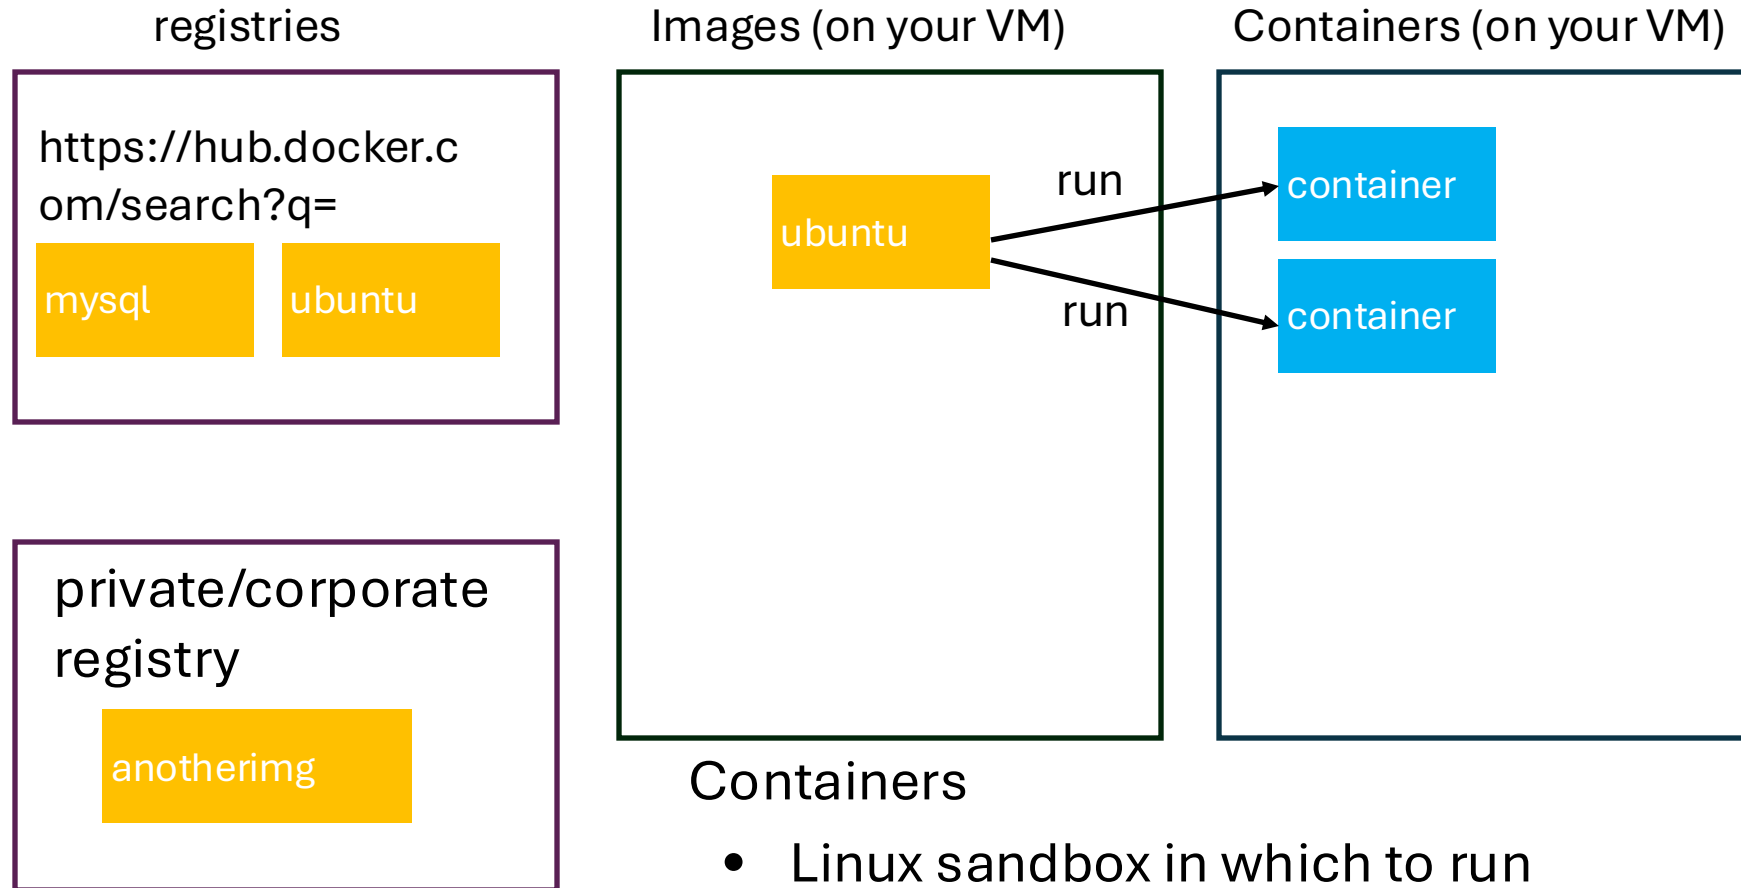 registries
https://hub.docker.c
om/search?q=
mysql
ubuntu
private/corporate
registry
anotherimg
Images (on your VM)
ubuntu
run
run
Containers (on your VM)
container
container
Containers
• Linux sandbox in which to run